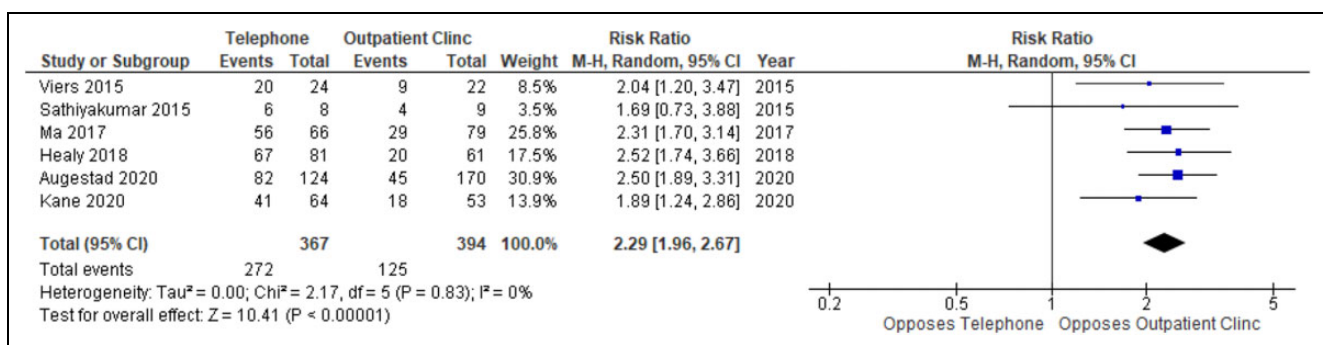 Telephone Outpatient Clinc Risk Ratio Risk Ratio
Study or Subgroup Events Total Events Total Weight M-H, Random, 95% CI Year M-H, Random, 95% CI
Viers 2015 20 24 9 22 8.5% 2.04 [1.20, 3.47] 2015
Sathiyakumar 2015 6 8 4 9 3.5% 1.69 [0.73, 3.88] 2015
Ma 2017 56 66 29 79 25.8% 2.31 [1.70, 3.14] 2017
Healy 2018 67 81 20 61 17.5% 2.52 [1.74, 3.66] 2018
Augestad 2020 82 124 45 170 30.9% 2.50 [1.89, 3.31] 2020
Kane 2020 41 64 18 53 13.9% 1.89 [1.24, 2.86] 2020
Total (95% CI) 367 394 100.0% 2.29 [1.96, 2.67]
Total events 272 125
Heterogeneity: Tau² = 0.00; Chi² = 2.17, df = 5 (P = 0.83); I² = 0%
Test for overall effect: Z = 10.41 (P < 0.00001)
0.2 0.5 1 2 5
Opposes Telephone Opposes Outpatient Clinc